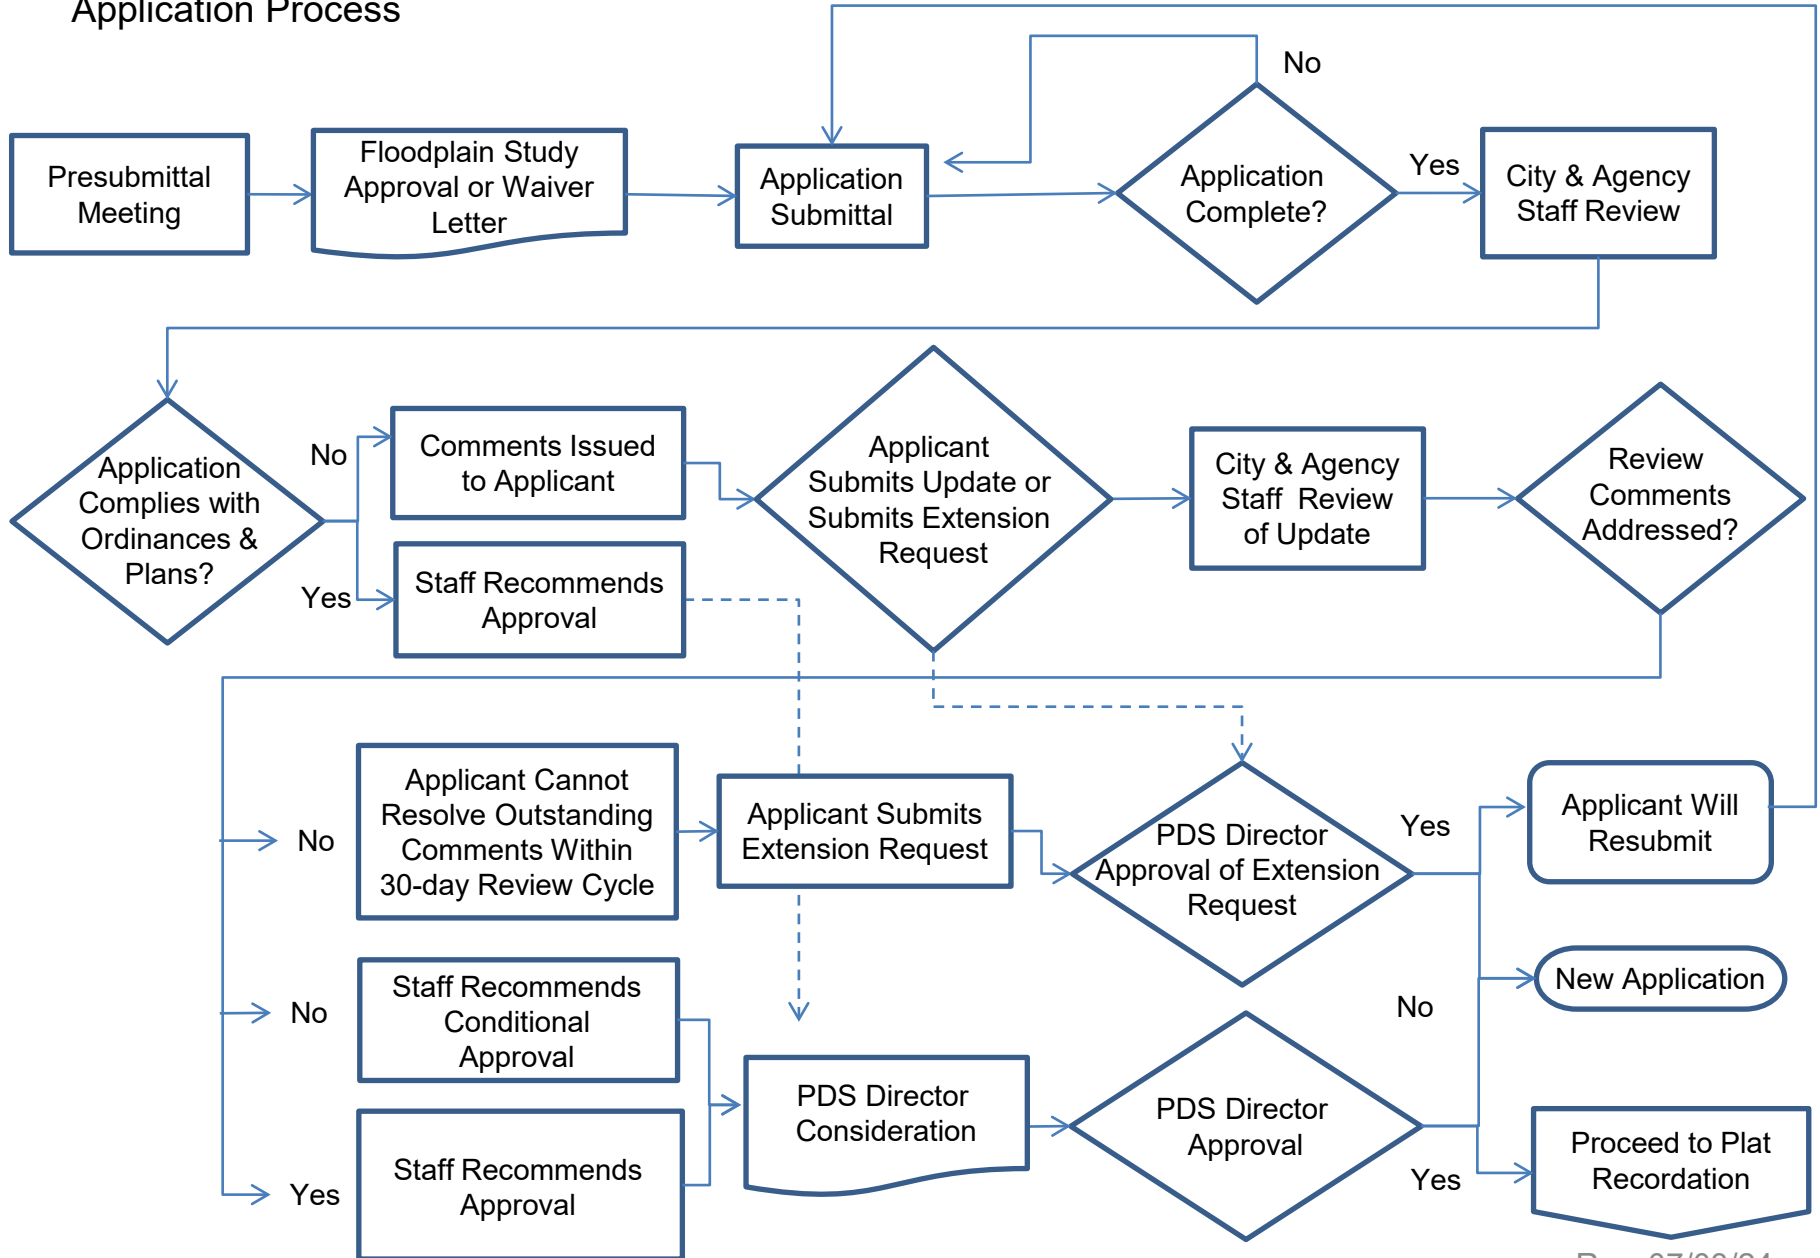 Application Process
No
Presubmittal
Meeting
Floodplain Study
Approval or Waiver
Letter
Application
Submittal
Application
Complete?
Yes
City & Agency
Staff Review
Application
Complies with
Ordinances &
Plans?
No
Yes
Comments Issued
to Applicant
Staff Recommends
Approval
Applicant
Submits Update or
Submits Extension
Request
City & Agency
Staff Review
of Update
Review
Comments
Addressed?
No
Applicant Cannot
Resolve Outstanding
Comments Within
30-day Review Cycle
Applicant Submits
Extension Request
PDS Director
Approval of Extension
Request
Yes
Applicant Will
Resubmit
No
New Application
No
Staff Recommends
Conditional
Approval
Yes
Staff Recommends
Approval
PDS Director
Consideration
PDS Director
Approval
Yes
Proceed to Plat
Recordation